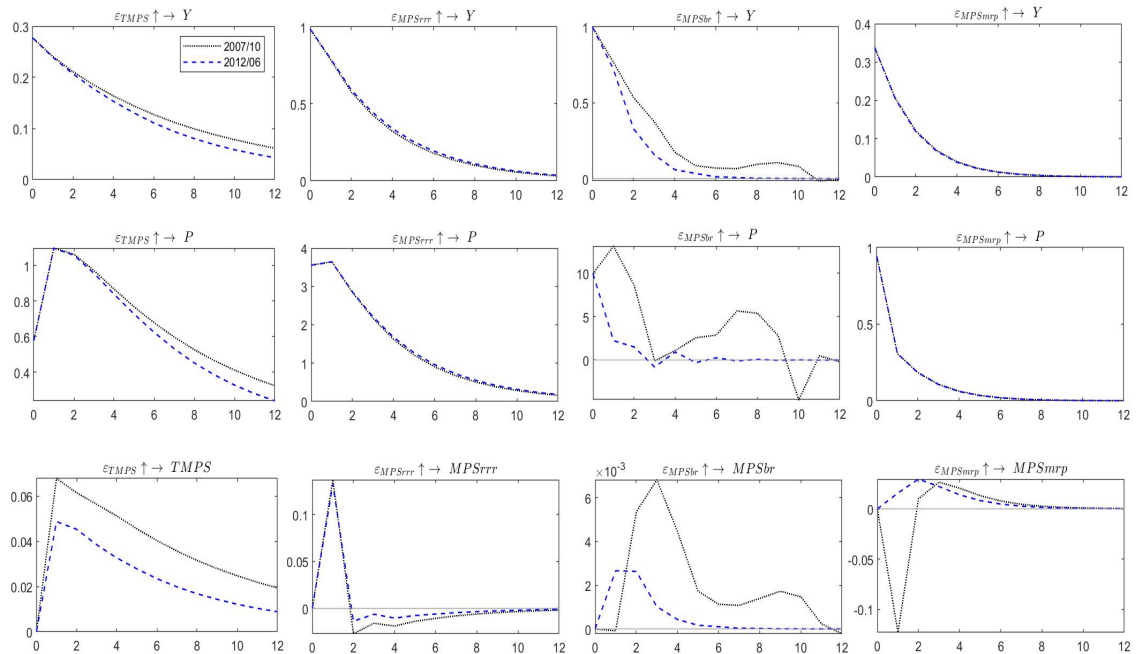 ε_TMPS ↑→ Y
0.3
0.2
0.1
0
0 2 4 6 8 10 12
2007/10
2012/06
ε_MPSrrr ↑→ Y
1
0.5
0
0 2 4 6 8 10 12
ε_MPSbr ↑→ Y
1
0.5
0
0 2 4 6 8 10 12
ε_MPSmrp ↑→ Y
0.4
0.3
0.2
0.1
0
0 2 4 6 8 10 12
ε_TMPS ↑→ P
1
0.8
0.6
0.4
0 2 4 6 8 10 12
ε_MPSrrr ↑→ P
4
3
2
1
0
0 2 4 6 8 10 12
ε_MPSbr ↑→ P
10
5
0
0 2 4 6 8 10 12
ε_MPSmrp ↑→ P
1
0.5
0
0 2 4 6 8 10 12
ε_TMPS ↑→ TMPS
0.06
0.04
0.02
0
0 2 4 6 8 10 12
ε_MPSrrr ↑→ MPSrrr
0.1
0.05
0
0 2 4 6 8 10 12
ε_MPSbr ↑→ MPSbr
×10⁻³
6
4
2
0
0 2 4 6 8 10 12
ε_MPSmrp ↑→ MPSmrp
0
-0.05
-0.1
0 2 4 6 8 10 12